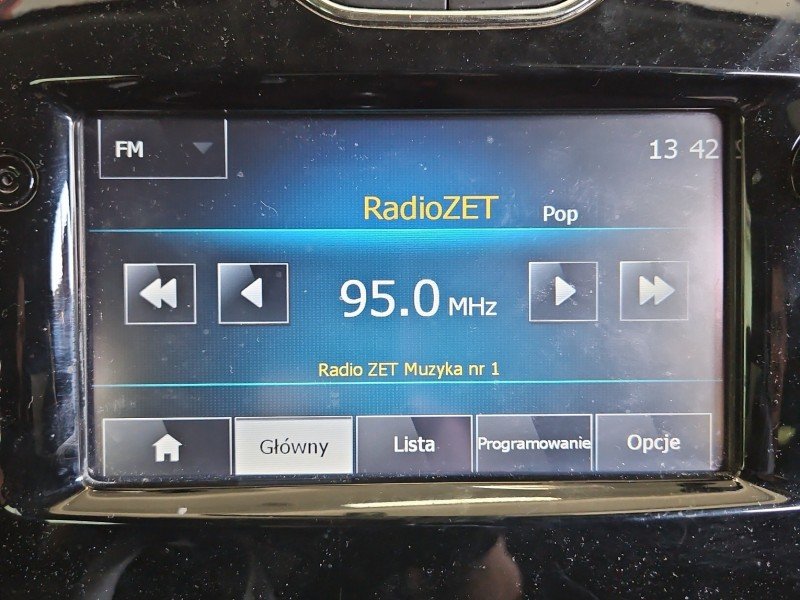 FM
13 42
RadioZET Pop
95.0 MHz
Radio ZET Muzyka nr 1
Główny Lista Programowanie Opcje